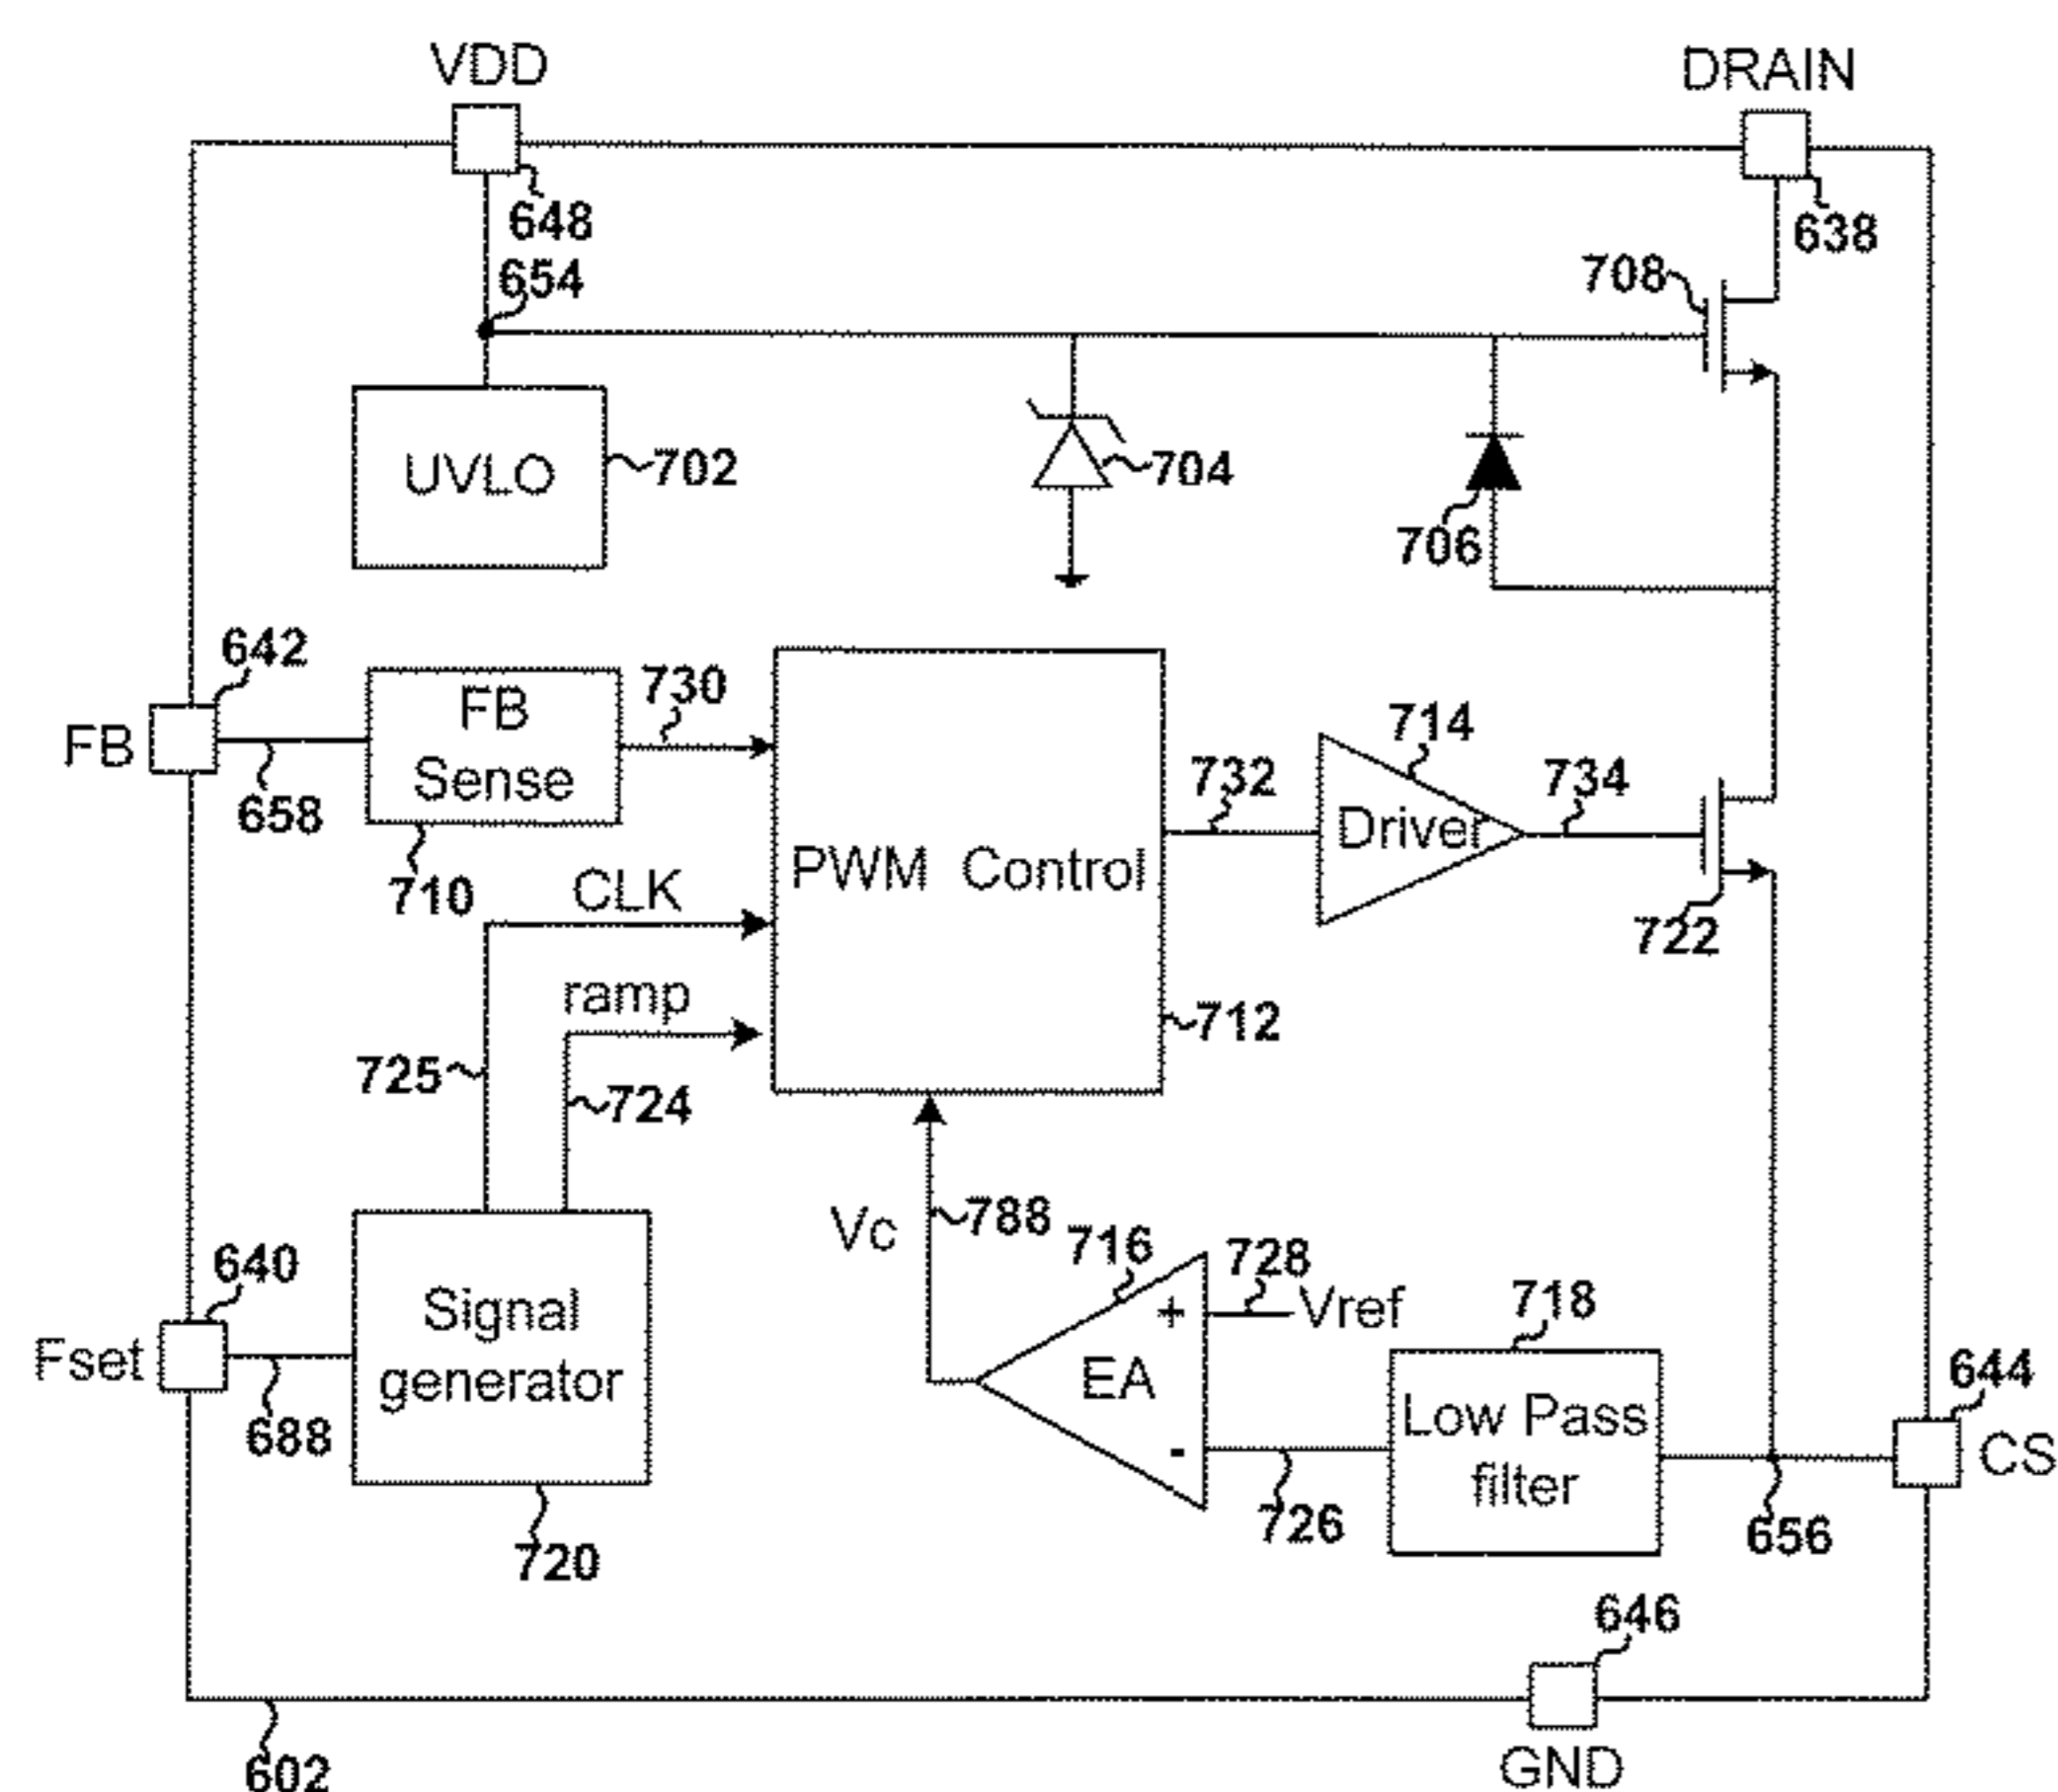 VDD
DRAIN
648
638
654
708
UVLO
702
704
706
642
FB
658
FB
Sense
730
710
CLK
725
ramp
724
PWM Control
712
732
714
Driver
734
722
640
Fset
688
Signal
generator
720
Vc
788
716
+
EA
-
728
Vref
718
Low Pass
filter
726
656
644
CS
646
GND
602